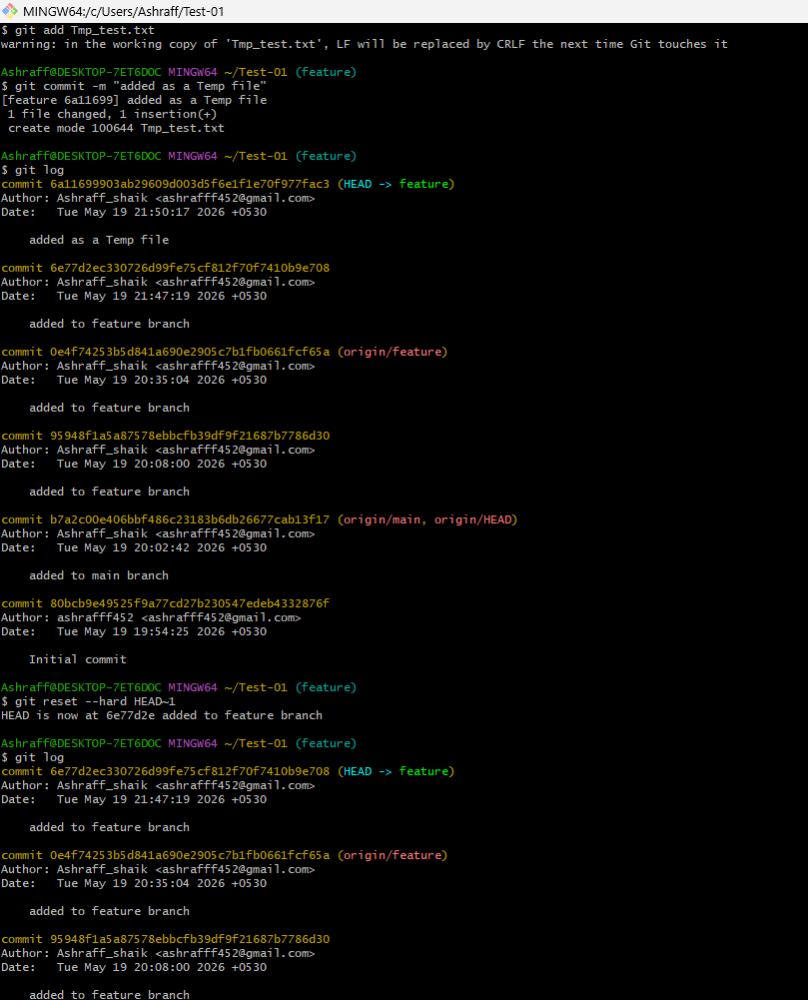 MINGW64:/c/Users/Ashraff/Test-01
$ git add Tmp_test.txt
warning: in the working copy of 'Tmp_test.txt', LF will be replaced by CRLF the next time Git touches it
Ashraff@DESKTOP-7ET6DOC MINGW64 ~/Test-01 (feature)
$ git commit -m "added as a Temp file"
[feature 6a11699] added as a Temp file
 1 file changed, 1 insertion(+)
 create mode 100644 Tmp_test.txt
Ashraff@DESKTOP-7ET6DOC MINGW64 ~/Test-01 (feature)
$ git log
commit 6a11699903ab29609d003d5f6e1f1e70f977fac3 (HEAD -> feature)
Author: Ashraff_shaik <ashrafff452@gmail.com>
Date:   Tue May 19 21:50:17 2026 +0530
    added as a Temp file
commit 6e77d2ec330726d99fe75cf812f70f7410b9e708
Author: Ashraff_shaik <ashrafff452@gmail.com>
Date:   Tue May 19 21:47:19 2026 +0530
    added to feature branch
commit 0e4f74253b5d841a690e2905c7b1fb0661fcf65a (origin/feature)
Author: Ashraff_shaik <ashrafff452@gmail.com>
Date:   Tue May 19 20:35:04 2026 +0530
    added to feature branch
commit 95948f1a5a87578ebbcfb39df9f21687b7786d30
Author: Ashraff_shaik <ashrafff452@gmail.com>
Date:   Tue May 19 20:08:00 2026 +0530
    added to feature branch
commit b7a2c00e406bbf486c23183b6db26677cab13f17 (origin/main, origin/HEAD)
Author: Ashraff_shaik <ashrafff452@gmail.com>
Date:   Tue May 19 20:02:42 2026 +0530
    added to main branch
commit 80bcb9e49525f9a77cd27b230547edeb4332876f
Author: ashrafff452 <ashrafff452@gmail.com>
Date:   Tue May 19 19:54:25 2026 +0530
    Initial commit
Ashraff@DESKTOP-7ET6DOC MINGW64 ~/Test-01 (feature)
$ git reset --hard HEAD~1
HEAD is now at 6e77d2e added to feature branch
Ashraff@DESKTOP-7ET6DOC MINGW64 ~/Test-01 (feature)
$ git log
commit 6e77d2ec330726d99fe75cf812f70f7410b9e708 (HEAD -> feature)
Author: Ashraff_shaik <ashrafff452@gmail.com>
Date:   Tue May 19 21:47:19 2026 +0530
    added to feature branch
commit 0e4f74253b5d841a690e2905c7b1fb0661fcf65a (origin/feature)
Author: Ashraff_shaik <ashrafff452@gmail.com>
Date:   Tue May 19 20:35:04 2026 +0530
    added to feature branch
commit 95948f1a5a87578ebbcfb39df9f21687b7786d30
Author: Ashraff_shaik <ashrafff452@gmail.com>
Date:   Tue May 19 20:08:00 2026 +0530
    added to feature branch